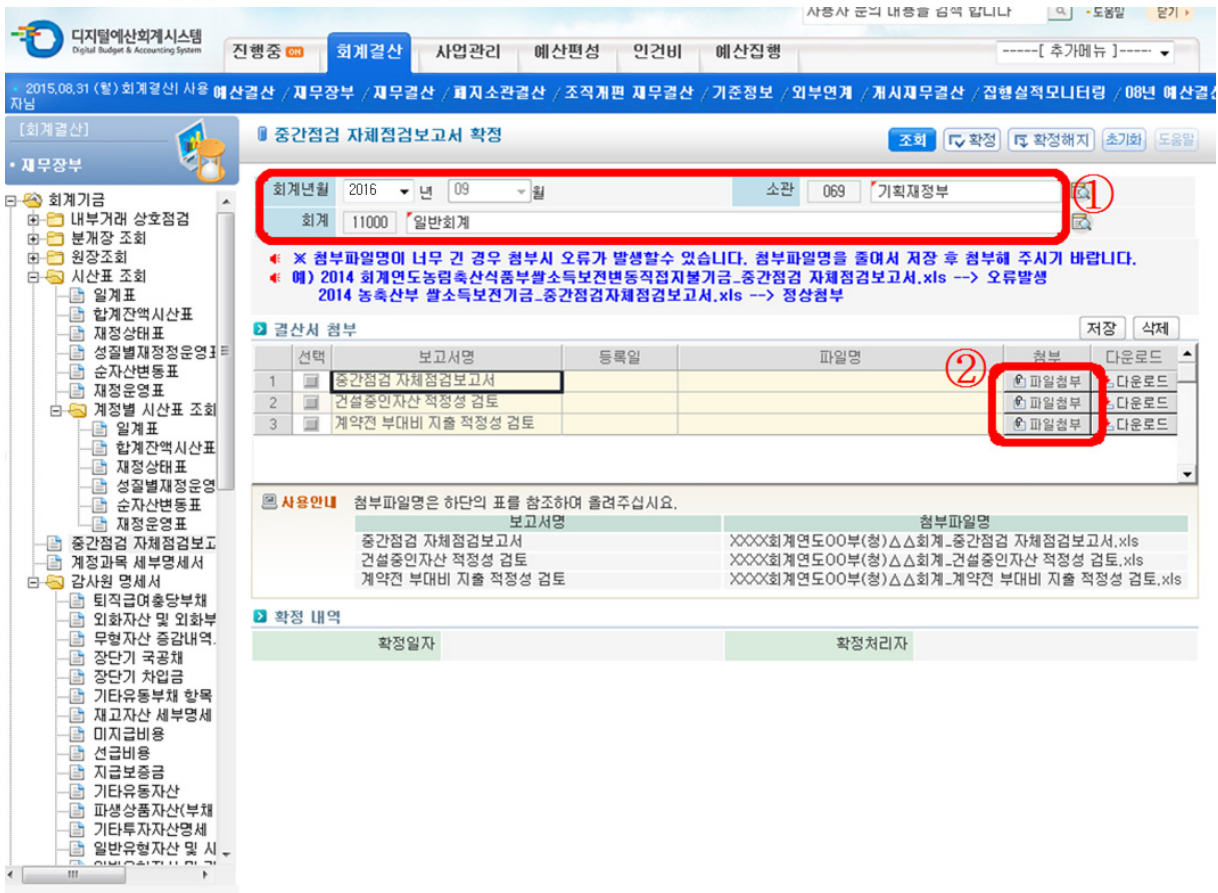 사용자 문의 내용을 검색 합니다 도움말 닫기
디지털예산회계시스템
Digital Budget & Accounting System
진행중 ON 회계결산 사업관리 예산편성 인건비 예산집행 -----[ 추가메뉴 ]-----
2015,08,31 (월) 회계결산 사용자님
예산결산 / 재무장부 / 재무결산 / 폐지소관결산 / 조직개편 재무결산 / 기준정보 / 외부연계 / 개시재무결산 / 집행실적모니터링 / 08년 예산결산
[회계결산]
• 재무장부
회계기금
내부거래 상호점검
분개장 조회
원장조회
시산표 조회
일계표
합계잔액시산표
재정상태표
성질별재정정운영표
순자산변동표
재정운영표
계정별 시산표 조회
일계표
합계잔액시산표
재정상태표
성질별재정운영
순자산변동표
재정운영표
중간점검 자체점검보고
계정과목 세부명세서
감사원 명세서
퇴직급여충당부채
외화자산 및 외화부
무형자산 증감내역.
장단기 국공채
장단기 차입금
기타유동부채 항목
재고자산 세부명세
미지급비용
선급비용
지급보증금
기타유동자산
파생상품자산(부채
기타투자자산명세
일반유형자산 및 시
중간점검 자체점검보고서 확정
조회 확정 확정해지 초기화 도움말
회계년월 2016 년 09 월 소관 069 기획재정부 ①
회계 11000 일반회계
※ 첨부파일명이 너무 긴 경우 첨부시 오류가 발생할수 있습니다. 첨부파일명을 줄여서 저장 후 첨부해 주시기 바랍니다.
예) 2014 회계연도농림축산식품부쌀소득보전변동직접지불기금_중간점검 자체점검보고서.xls --> 오류발생
2014 농축산부 쌀소득보전기금_중간점검자체점검보고서.xls --> 정상첨부
결산서 첨부 저장 삭제
선택 보고서명 등록일 파일명 첨부 다운로드
②
1 중간점검 자체점검보고서 파일첨부 다운로드
2 건설중인자산 적정성 검토 파일첨부 다운로드
3 계약전 부대비 지출 적정성 검토 파일첨부 다운로드
사용안내 첨부파일명은 하단의 표를 참조하며 올려주십시요,
보고서명 첨부파일명
중간점검 자체점검보고서 XXXX회계연도OO부(청)△△회계_중간점검 자체점검보고서,xls
건설중인자산 적정성 검토 XXXX회계연도OO부(청)△△회계_건설중인자산 적정성 검토,xls
계약전 부대비 지출 적정성 검토 XXXX회계연도OO부(청)△△회계_계약전 부대비 지출 적정성 검토,xls
확정 내역
확정일자 확정처리자